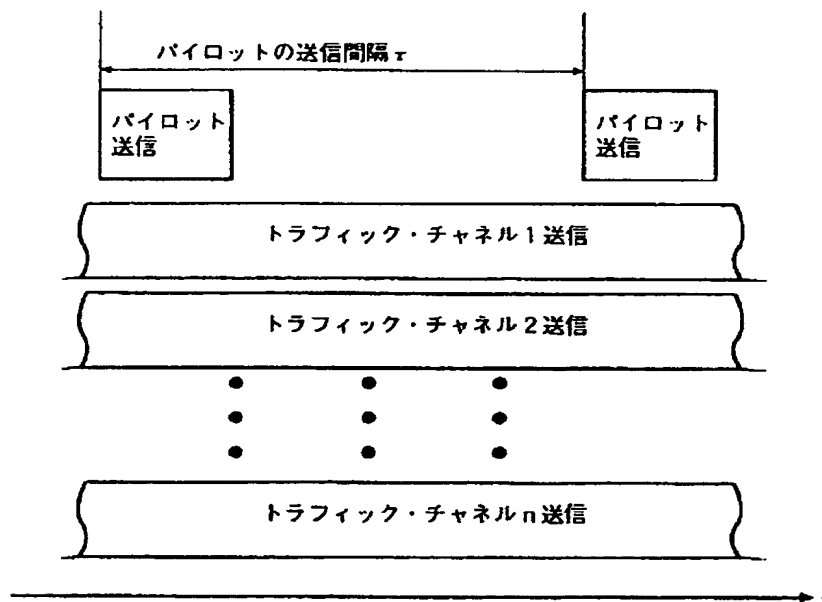 パイロットの送信間隔τ
パイロット
送信
パイロット
送信
トラフィック・チャネル1送信
トラフィック・チャネル2送信
トラフィック・チャネルn送信